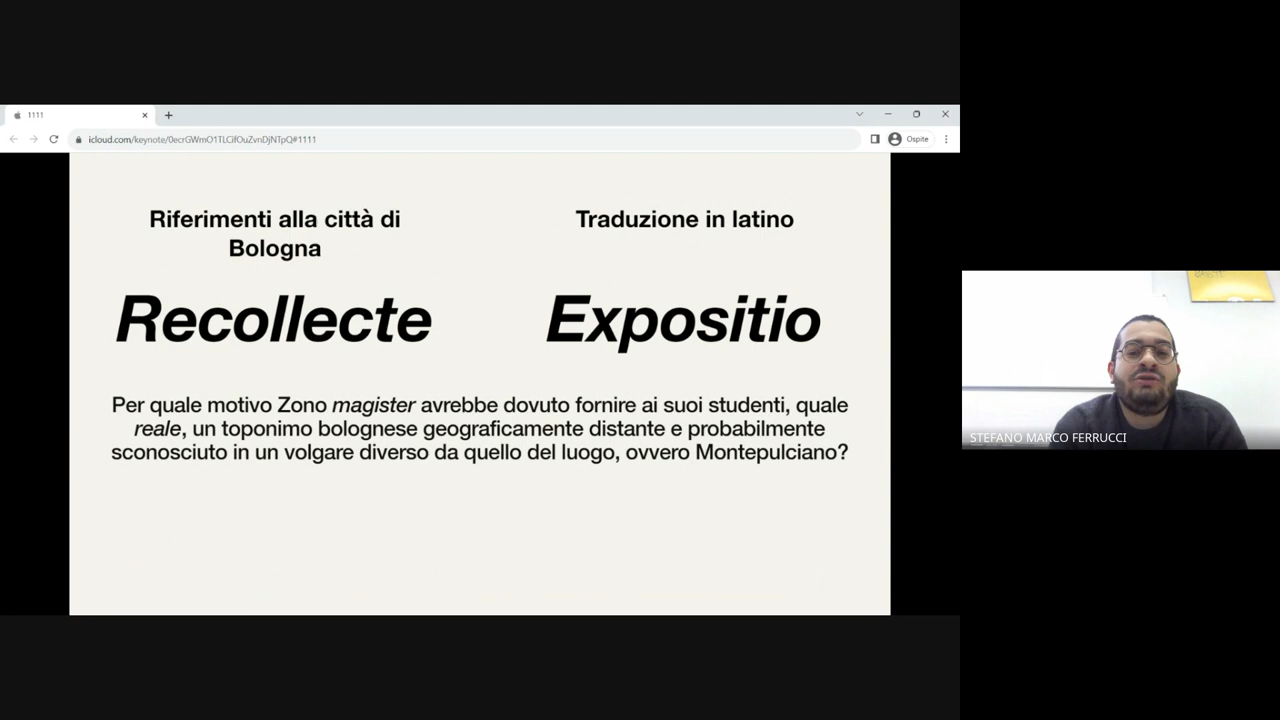 1111
icloud.com/keynote/0ecrGWmO1TLCifOuZvnDjNTpQ#1111
Ospite
Riferimenti alla città di
Bologna
Traduzione in latino
Recollecte
Expositio
Per quale motivo Zono magister avrebbe dovuto fornire ai suoi studenti, quale
reale, un toponimo bolognese geograficamente distante e probabilmente
sconosciuto in un volgare diverso da quello del luogo, ovvero Montepulciano?
STEFANO MARCO FERRUCCI